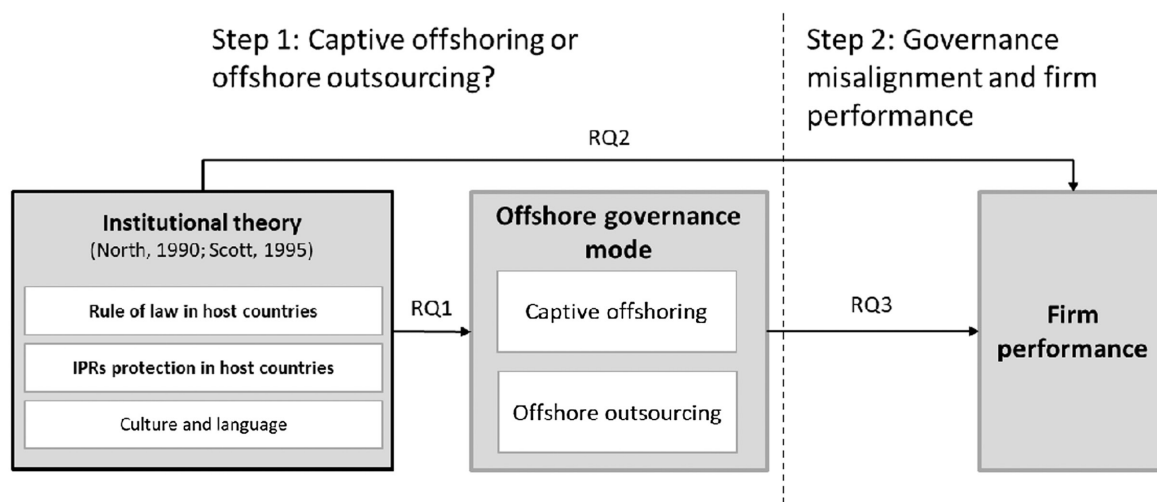 Step 1: Captive offshoring or
offshore outsourcing?
Step 2: Governance
misalignment and firm
performance
RQ2
Institutional theory
(North, 1990; Scott, 1995)
Rule of law in host countries
IPRs protection in host countries
Culture and language
RQ1
Offshore governance
mode
Captive offshoring
Offshore outsourcing
RQ3
Firm
performance